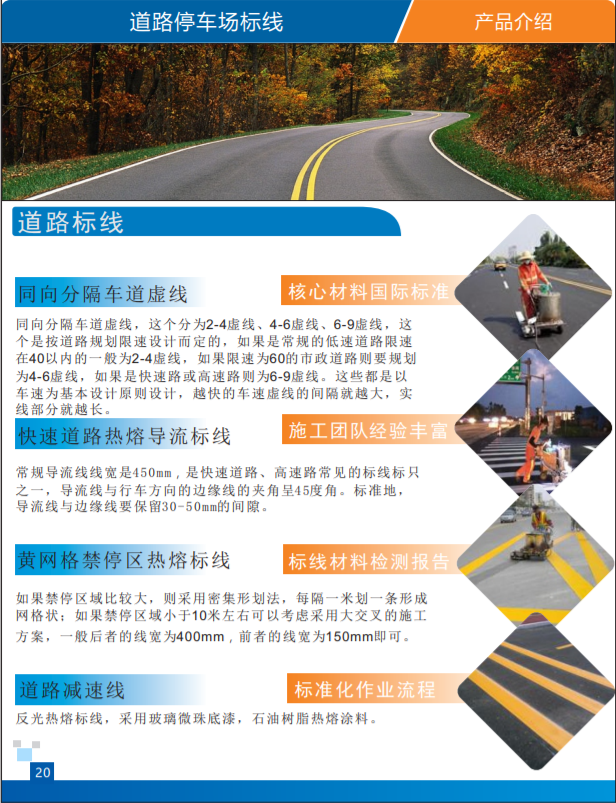 道路停车场标线
产品介绍
道路标线
同向分隔车道虚线
核心材料国际标准
同向分隔车道虚线，这个分为2-4虚线、4-6虚线、6-9虚线，这
个是按道路规划限速设计而定的，如果是常规的低速道路限速
在40以内的一般为2-4虚线，如果限速为60的市政道路则要规划
为4-6虚线，如果是快速路或高速路则为6-9虚线。这些都是以
车速为基本设计原则设计，越快的车速虚线的间隔就越大，实
线部分就越长。
快速道路热熔导流标线
施工团队经验丰富
常规导流线线宽是450mm，是快速道路、高速路常见的标线标只
之一，导流线与行车方向的边缘线的夹角呈45度角。标准地，
导流线与边缘线要保留30-50mm的间隙。
黄网格禁停区热熔标线
标线材料检测报告
如果禁停区域比较大，则采用密集形划法，每隔一米划一条形成
网格状；如果禁停区域小于10米左右可以考虑采用大交叉的施工
方案，一般后者的线宽为400mm，前者的线宽为150mm即可。
道路减速线
标准化作业流程
反光热熔标线，采用玻璃微珠底漆，石油树脂热熔涂料。
20